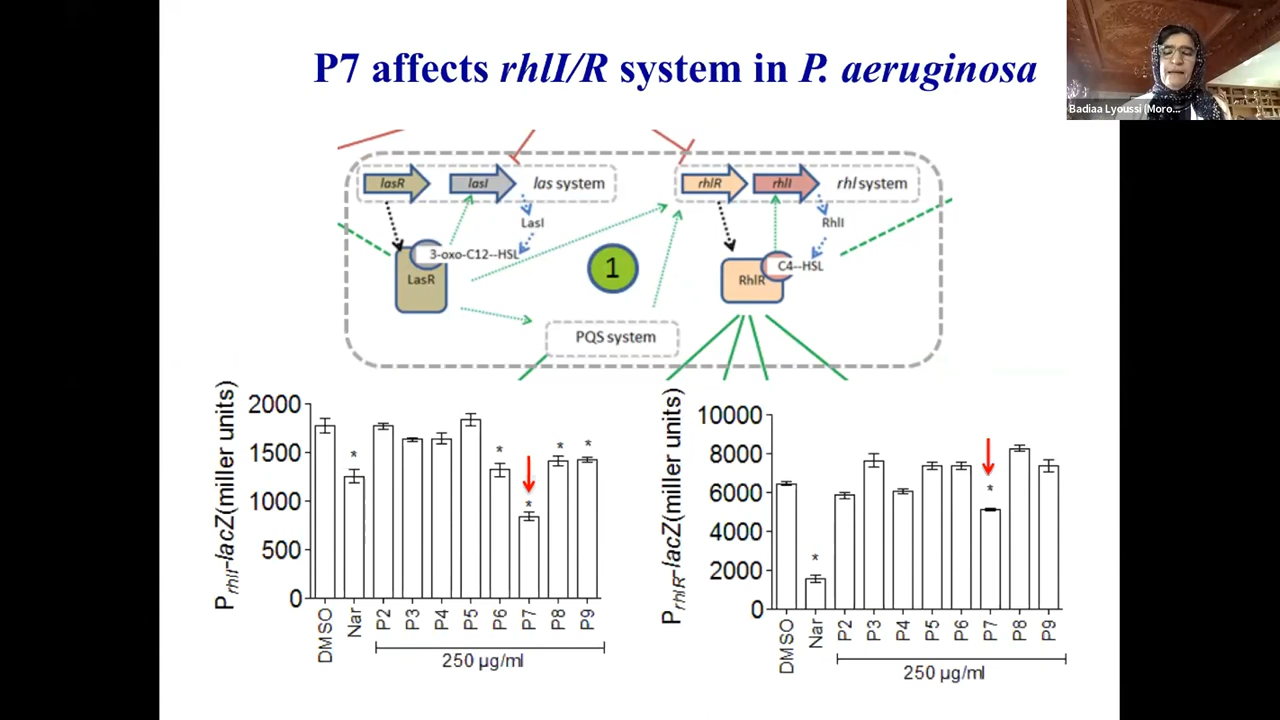 P7 affects rhlI/R system in P. aeruginosa
Badiaa Lyoussi (Moro...
lasR
lasI
las system
rhlR
rhlI
rhl system
LasI
RhlI
3-oxo-C12--HSL
C4--HSL
LasR
1
RhlR
PQS system
PrhlI-lacZ(miller units)
2000
1500
1000
500
0
* * * * *
DMSO Nar P2 P3 P4 P5 P6 P7 P8 P9
250 µg/ml
PrhlR-lacZ(miller units)
10000
8000
6000
4000
2000
0
* *
DMSO Nar P2 P3 P4 P5 P6 P7 P8 P9
250 µg/ml